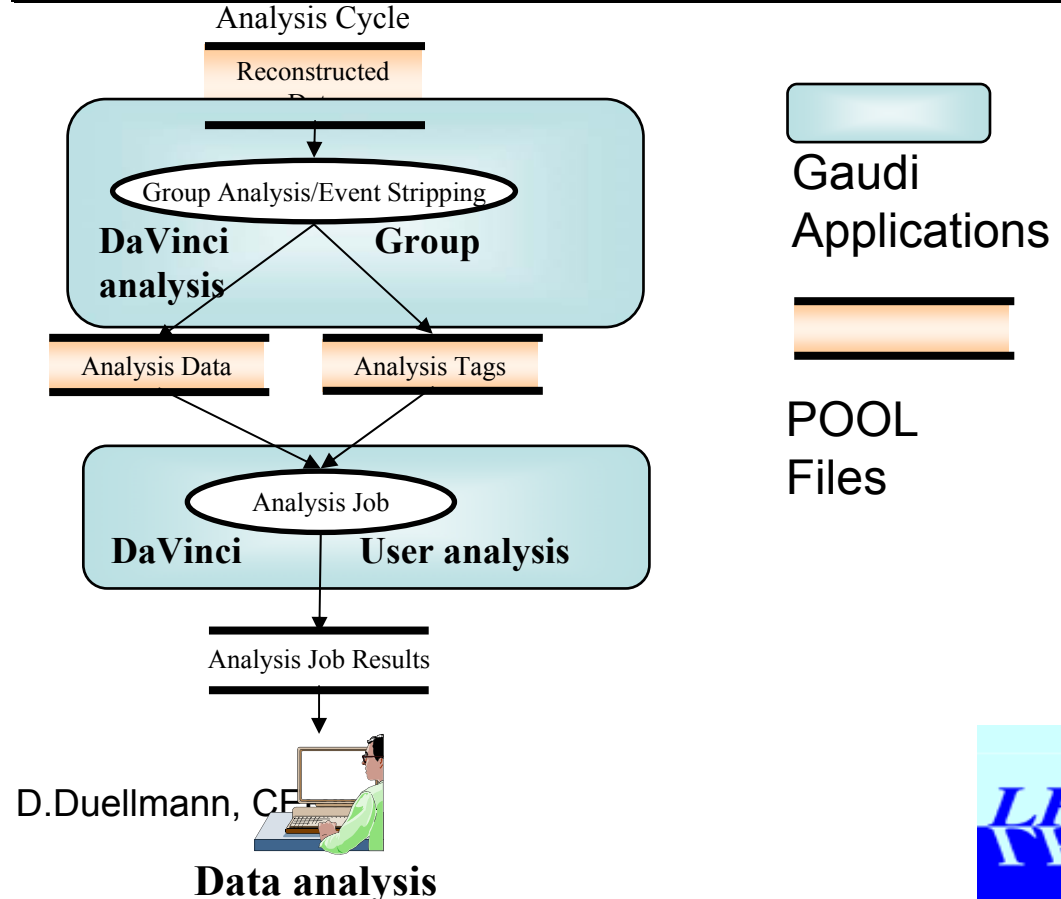 Analysis Cycle
Reconstructed
Group Analysis/Event Stripping
DaVinci Group
analysis
Analysis Data Analysis Tags
Analysis Job
DaVinci User analysis
Analysis Job Results
D.Duellmann,
Data analysis
Gaudi
Applications
POOL
Files